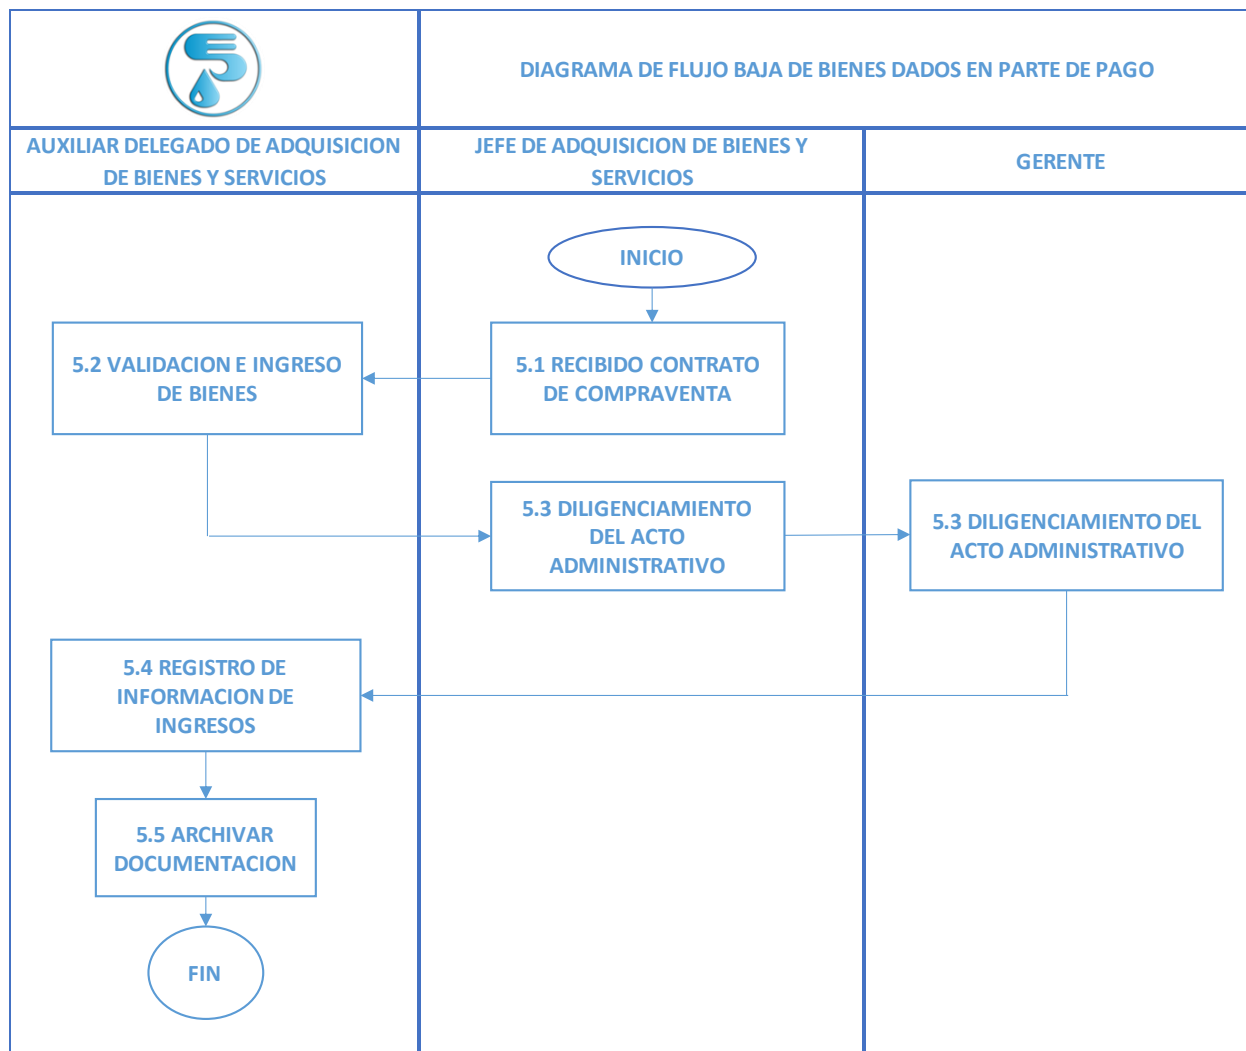 DIAGRAMA DE FLUJO BAJA DE BIENES DADOS EN PARTE DE PAGO
AUXILIAR DELEGADO DE ADQUISICION
DE BIENES Y SERVICIOS
JEFE DE ADQUISICION DE BIENES Y
SERVICIOS
GERENTE
INICIO
5.1 RECIBIDO CONTRATO
DE COMPRAVENTA
5.2 VALIDACION E INGRESO
DE BIENES
5.3 DILIGENCIAMIENTO
DEL ACTO
ADMINISTRATIVO
5.3 DILIGENCIAMIENTO DEL
ACTO ADMINISTRATIVO
5.4 REGISTRO DE
INFORMACION DE
INGRESOS
5.5 ARCHIVAR
DOCUMENTACION
FIN